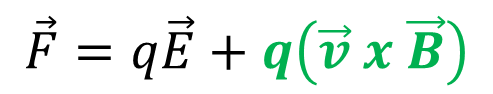 F⃗ = qE⃗ + q(v⃗ x B⃗)